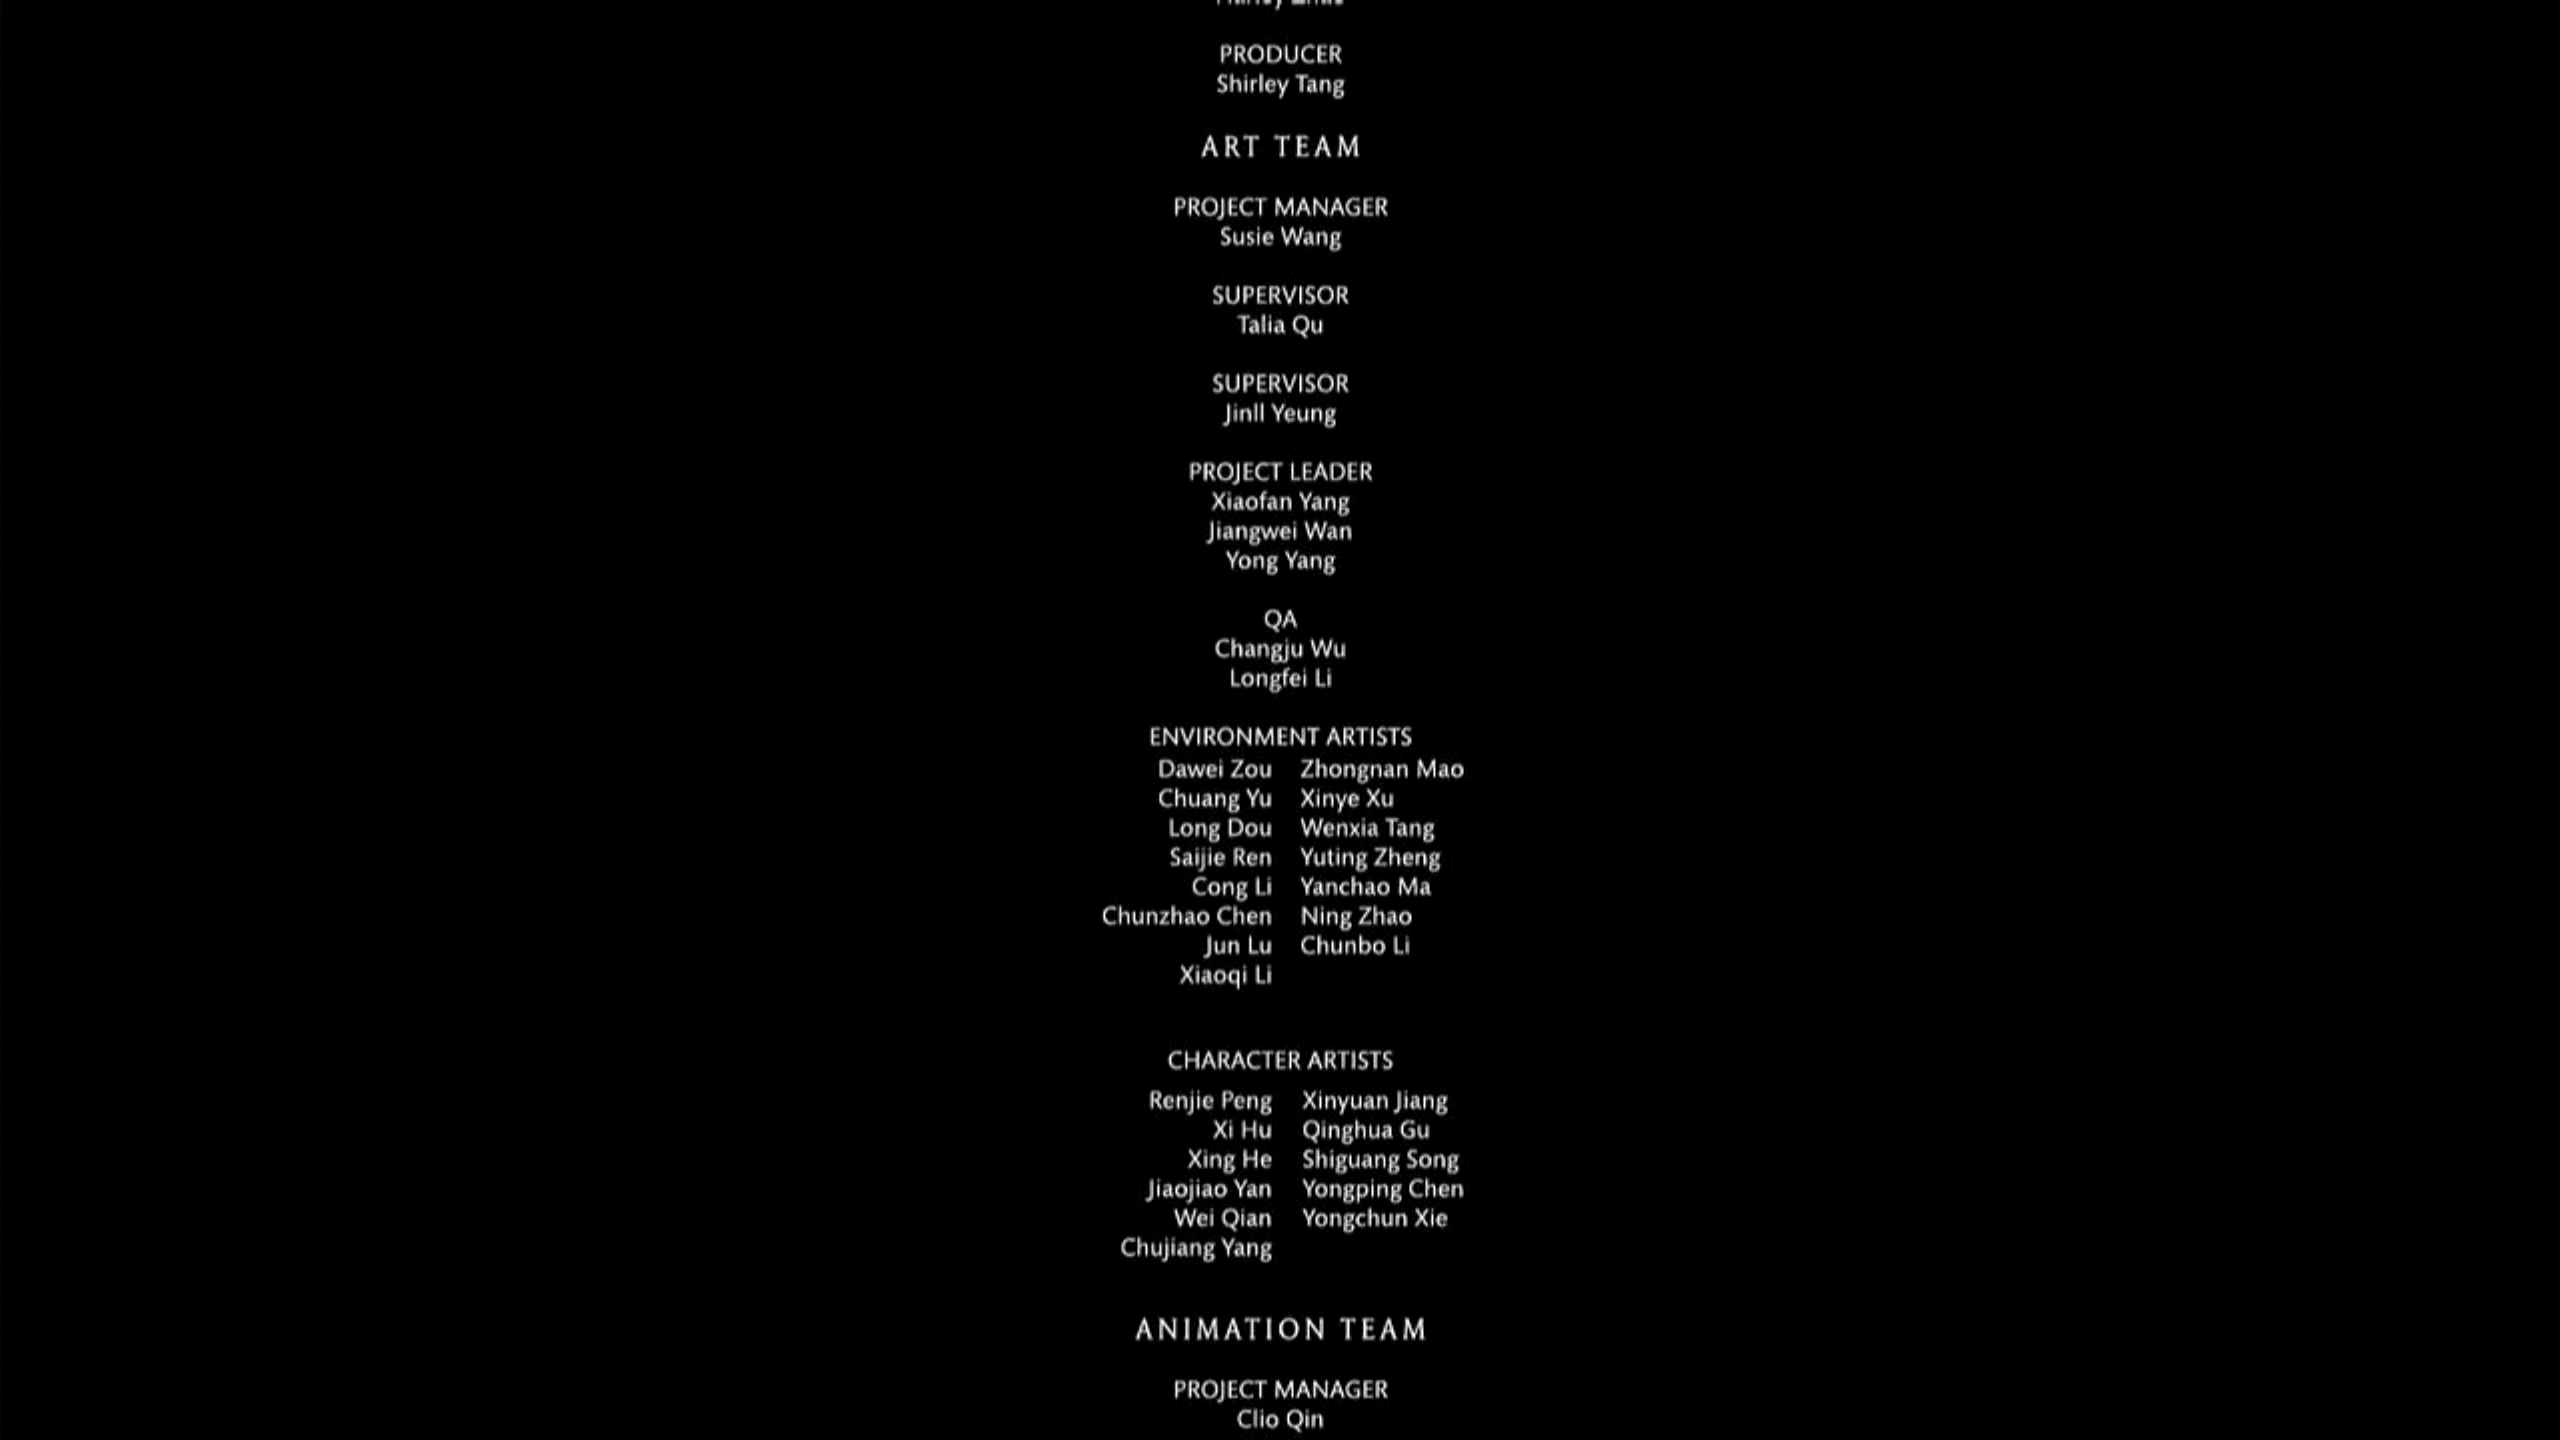 PRODUCER
Shirley Tang
ART TEAM
PROJECT MANAGER
Susie Wang
SUPERVISOR
Talia Qu
SUPERVISOR
Jinll Yeung
PROJECT LEADER
Xiaofan Yang
Jiangwei Wan
Yong Yang
QA
Changju Wu
Longfei Li
ENVIRONMENT ARTISTS
Dawei Zou Zhongnan Mao
Chuang Yu Xinye Xu
Long Dou Wenxia Tang
Saijie Ren Yuting Zheng
Cong Li Yanchao Ma
Chunzhao Chen Ning Zhao
Jun Lu Chunbo Li
Xiaoqi Li
CHARACTER ARTISTS
Renjie Peng Xinyuan Jiang
Xi Hu Qinghua Gu
Xing He Shiguang Song
Jiaojiao Yan Yongping Chen
Wei Qian Yongchun Xie
Chujiang Yang
ANIMATION TEAM
PROJECT MANAGER
Clio Qin